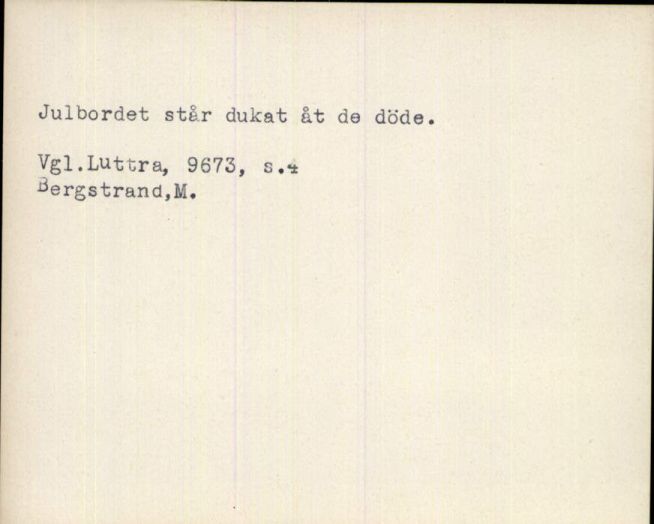 Julbordet står dukat åt de döde.
Vgl.Luttra, 9673, s.4
Bergstrand,M.